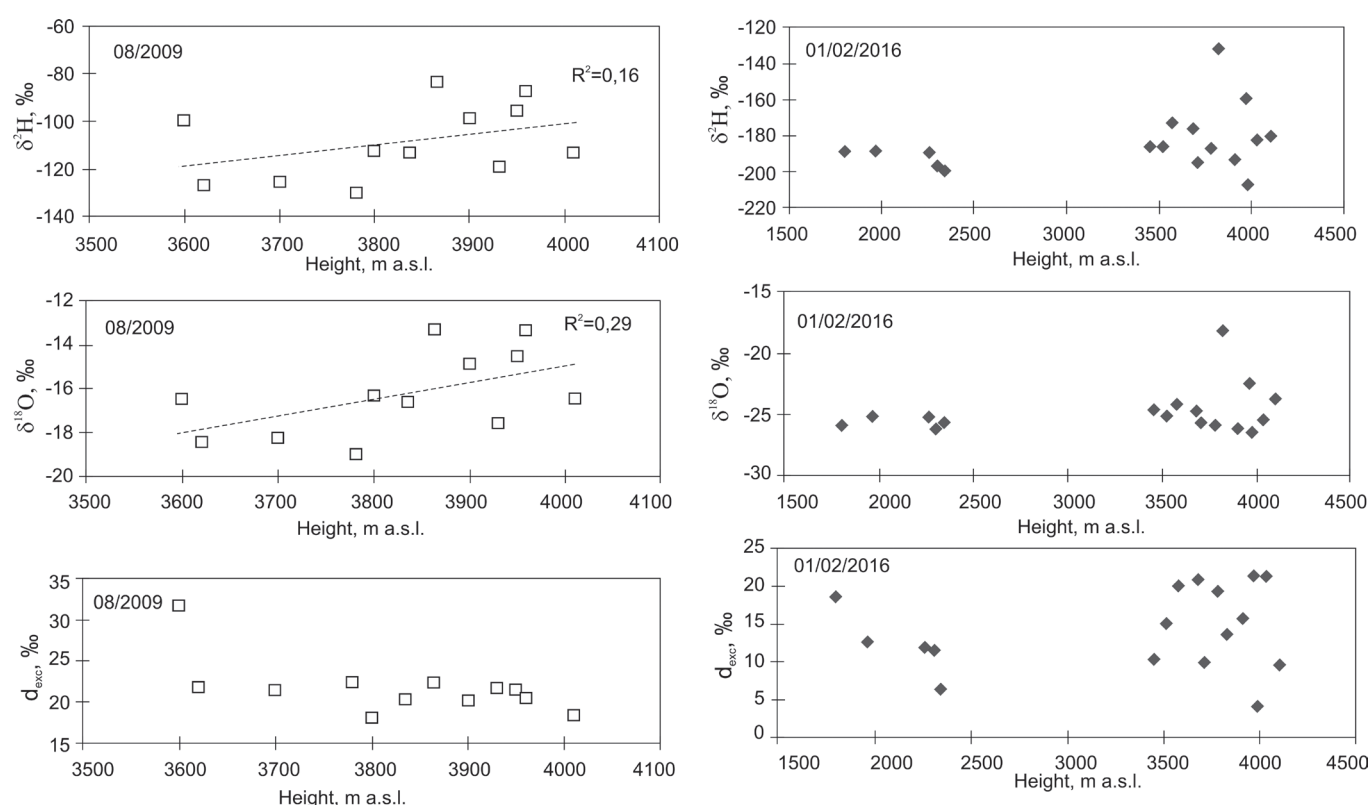 -60
-80
-100
-120
-140
δ²H, ‰
08/2009
R²=0,16
3500 3600 3700 3800 3900 4000 4100
Height, m a.s.l.
-120
-140
-160
-180
-200
-220
δ²H, ‰
01/02/2016
1500 2000 2500 3000 3500 4000 4500
Height, m a.s.l.
-12
-14
-16
-18
-20
δ¹⁸O, ‰
08/2009
R²=0,29
3500 3600 3700 3800 3900 4000 4100
Height, m a.s.l.
-15
-20
-25
-30
δ¹⁸O, ‰
01/02/2016
1500 2000 2500 3000 3500 4000 4500
Height, m a.s.l.
35
30
25
20
15
dexc, ‰
08/2009
3500 3600 3700 3800 3900 4000 4100
Height, m a.s.l.
25
20
15
10
5
0
dexc, ‰
01/02/2016
1500 2000 2500 3000 3500 4000 4500
Height, m a.s.l.